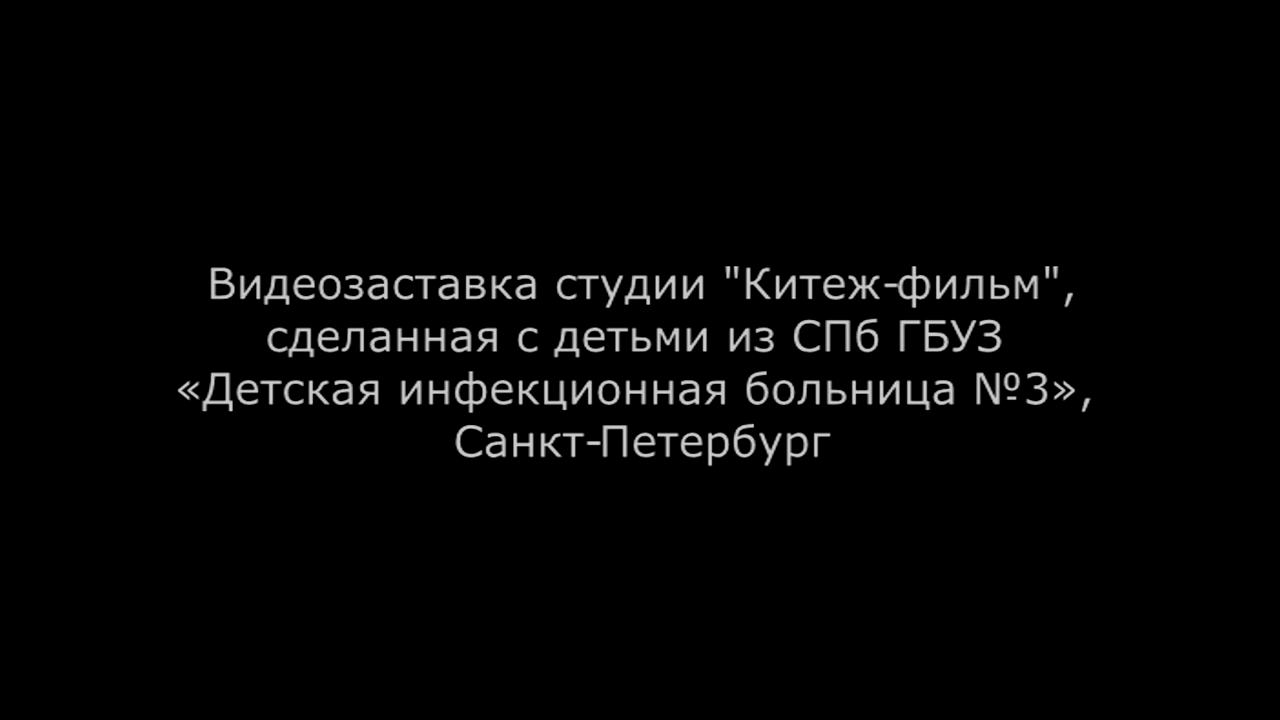 Видеозаставка студии "Китеж-фильм",
сделанная с детьми из СПб ГБУЗ
«Детская инфекционная больница №3»,
Санкт-Петербург